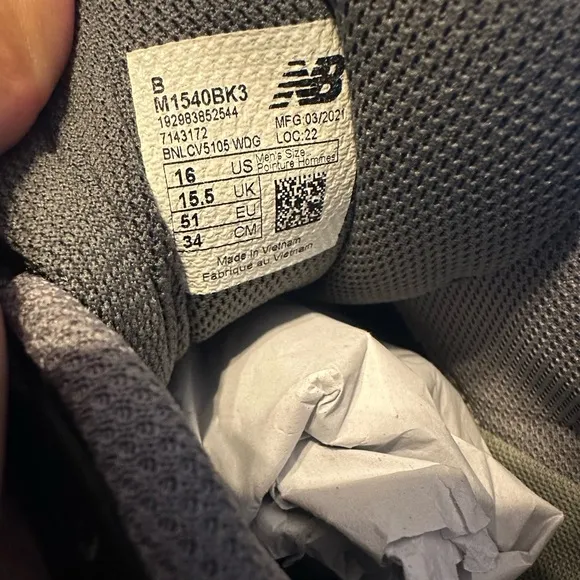 B
M1540BK3
192983852544
7143172
BNLCV5105 WDG
NB
MFG:03/2021
LOC:22
16 US Men's Size
Pointure Hommes
15.5 UK
51 EU
34 CM
Made in Vietnam
Fabriqué au Vietnam